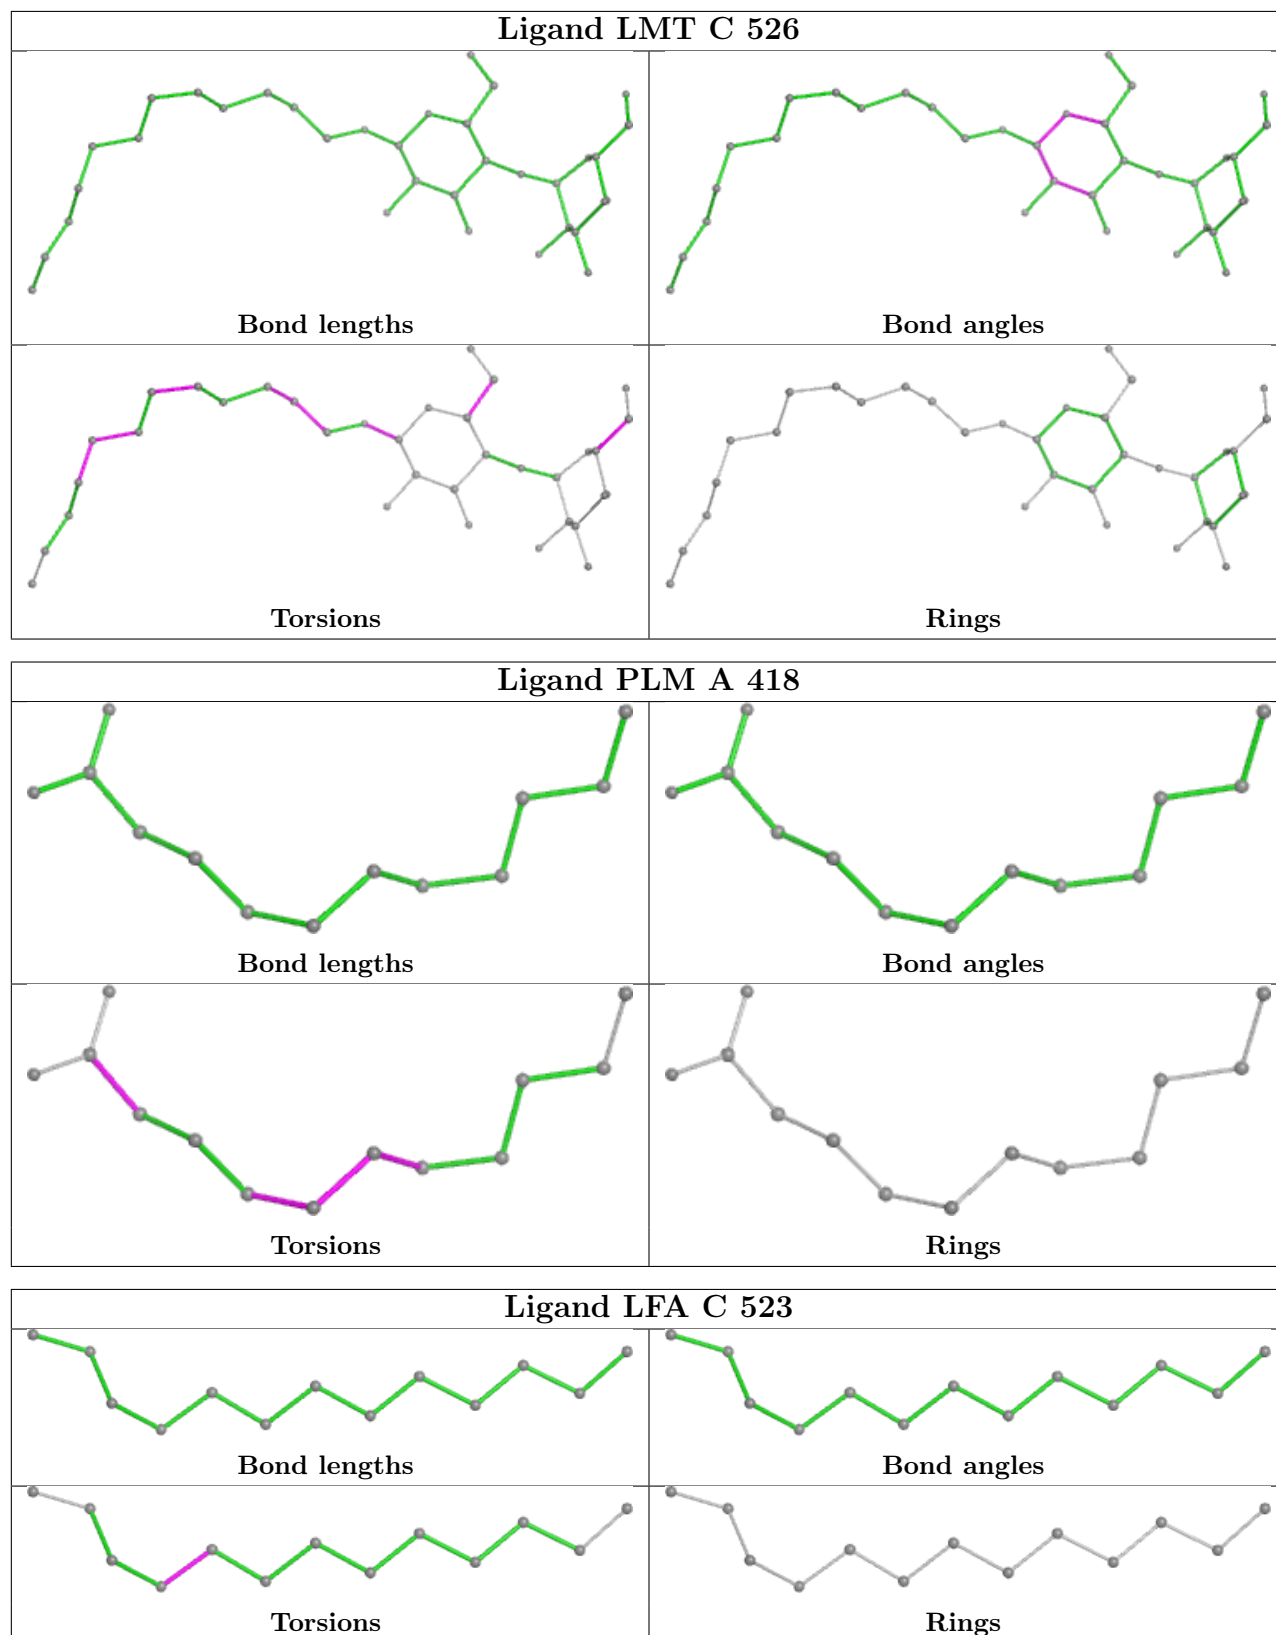 Ligand LMT C 526
Bond lengths
Bond angles
Torsions
Rings
Ligand PLM A 418
Bond lengths
Bond angles
Torsions
Rings
Ligand LFA C 523
Bond lengths
Bond angles
Torsions
Rings